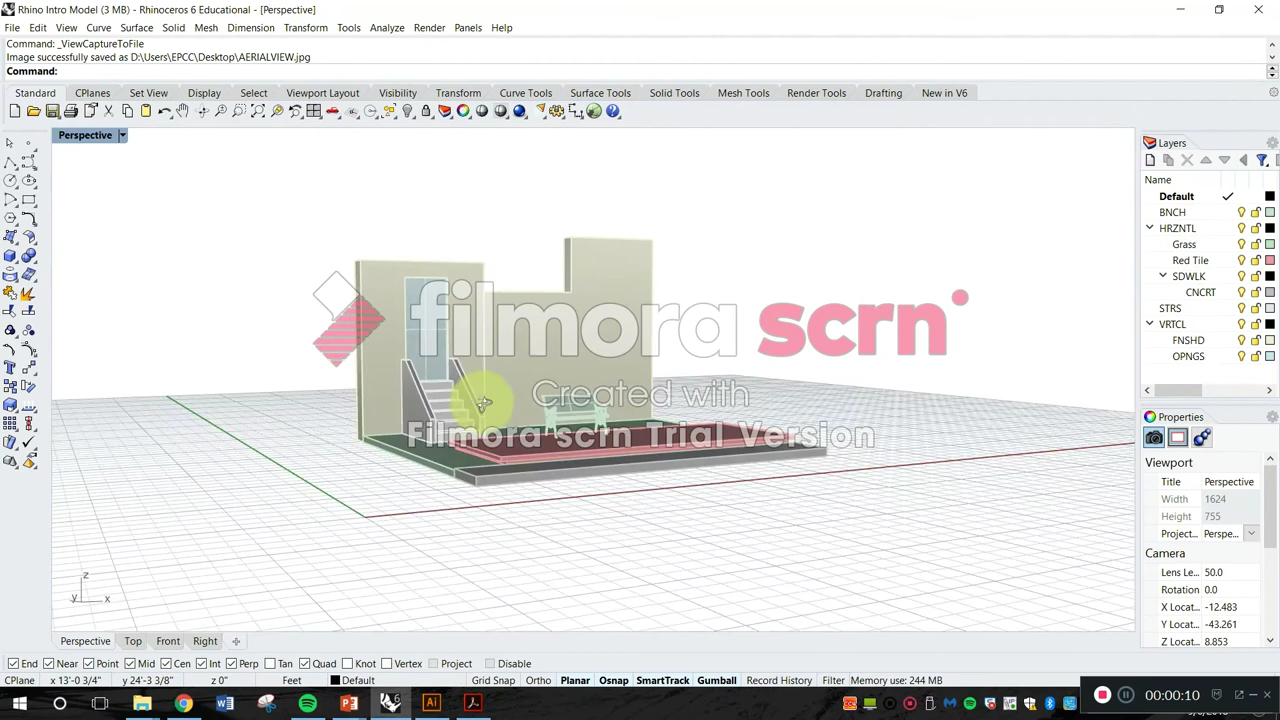 Rhino Intro Model (3 MB) - Rhinoceros 6 Educational - [Perspective]
File Edit View Curve Surface Solid Mesh Dimension Transform Tools Analyze Render Panels Help
Command: _ViewCaptureToFile
Image successfully saved as D:\Users\EPCC\Desktop\AERIALVIEW.jpg
Command:
Standard CPlanes Set View Display Select Viewport Layout Visibility Transform Curve Tools Surface Tools Solid Tools Mesh Tools Render Tools Drafting New in V6
Perspective
Layers
Name
Default
BNCH
HRZNTL
Grass
Red Tile
SDWLK
CNCRT
STRS
VRTCL
FNSHD
OPNGS
filmora scrn
Created with
Filmora scrn Trial Version
Properties
Viewport
Title Perspective
Width 1624
Height 755
Project... Perspe...
Camera
Lens Le... 50.0
Rotation 0.0
X Locat... -12.483
Y Locat... -43.261
Z Locat... 8.853
z
y x
Perspective Top Front Right
End Near Point Mid Cen Int Perp Tan Quad Knot Vertex Project Disable
CPlane x 13'-0 3/4" y 24'-3 3/8" z 0" Feet Default Grid Snap Ortho Planar Osnap SmartTrack Gumball Record History Filter Memory use: 244 MB
00:00:10